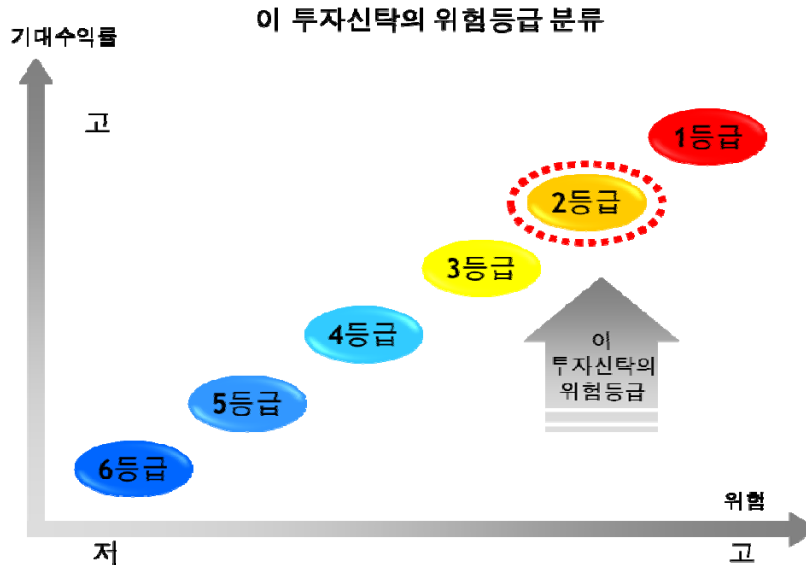 이 투자신탁의 위험등급 분류
기대수익률
고
1등급
2등급
3등급
4등급
5등급
6등급
이
투자신탁의
위험등급
위험
저
고